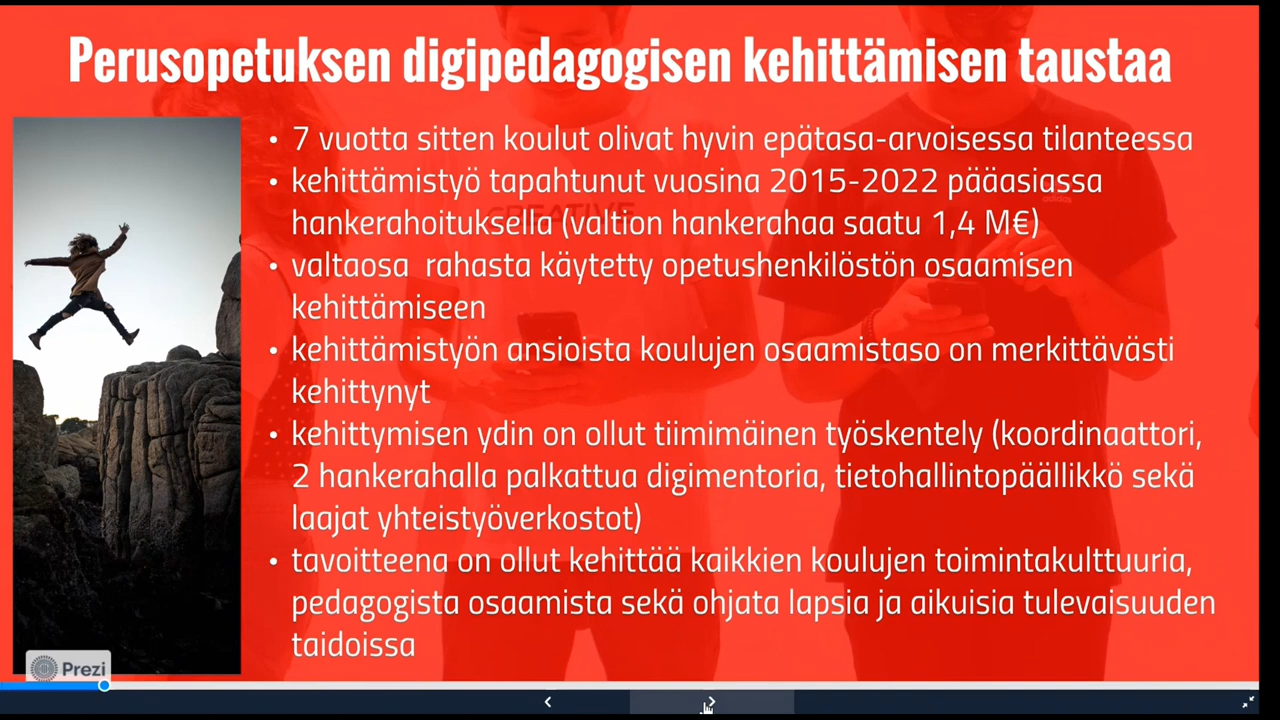 Perusopetuksen digipedagogisen kehittämisen taustaa
• 7 vuotta sitten koulut olivat hyvin epätasa-arvoisessa tilanteessa
• kehittämistyö tapahtunut vuosina 2015-2022 pääasiassa
hankerahoituksella (valtion hankerahaa saatu 1,4 M€)
• valtaosa rahasta käytetty opetushenkilöstön osaamisen
kehittämiseen
• kehittämistyön ansioista koulujen osaamistaso on merkittävästi
kehittynyt
• kehittymisen ydin on ollut tiimimäinen työskentely (koordinaattori,
2 hankerahalla palkattua digimentoria, tietohallintopäällikkö sekä
laajat yhteistyöverkostot)
• tavoitteena on ollut kehittää kaikkien koulujen toimintakulttuuria,
pedagogista osaamista sekä ohjata lapsia ja aikuisia tulevaisuuden
taidoissa
CREATIVE
adidas
Prezi